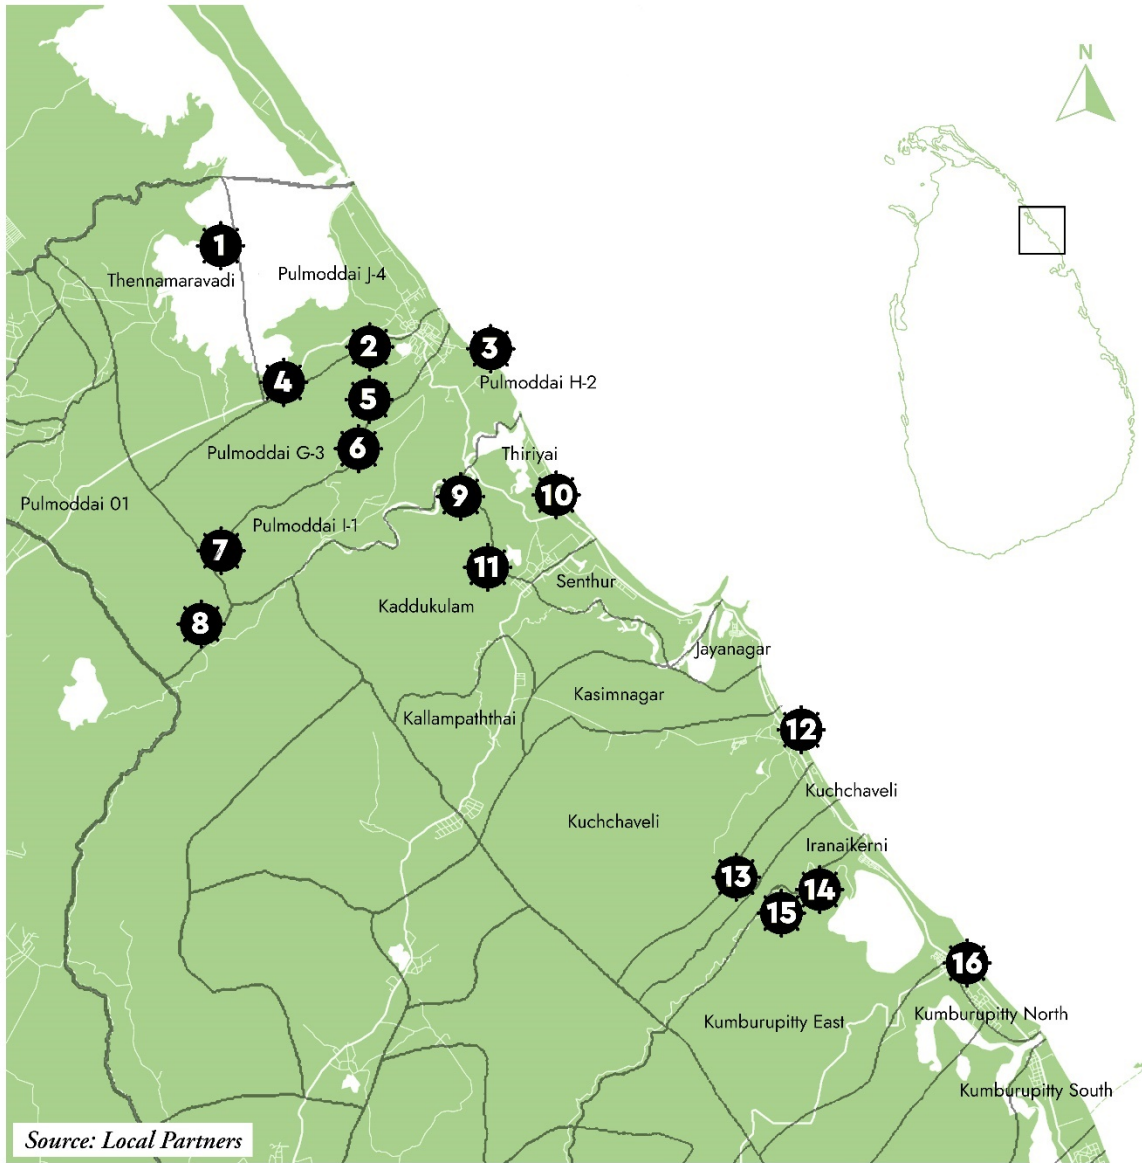 N
1
Thennamaravadi
Pulmoddai J-4
2
3
4
Pulmoddai H-2
5
6
Pulmoddai G-3
Thiriyai
9
10
Pulmoddai 01
Pulmoddai I-1
7
11
Senthur
Kaddukulam
8
Jayanagar
Kasimnagar
Kallampaththai
12
Kuchchaveli
Kuchchaveli
Iranaikerni
13
14
15
16
Kumburupitty North
Kumburupitty East
Kumburupitty South
Source: Local Partners